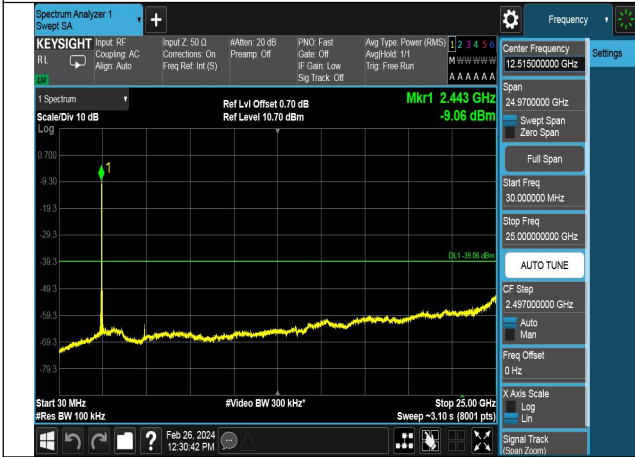 Spectrum Analyzer 1
Swept SA
Frequency
KEYSIGHT
RL
Input: RF
Coupling: AC
Align: Auto
Input Z: 50 Ω
Corrections: On
Freq Ref: Int (S)
#Atten: 20 dB
Preamp: Off
PNO: Fast
Gate: Off
IF Gain: Low
Sig Track: Off
Avg Type: Power (RMS)
Avg|Hold: 1/1
Trig: Free Run
1 2 3 4 5 6
M W W W W W
A A A A A A
1 Spectrum
Scale/Div 10 dB
Log
Ref Lvl Offset 0.70 dB
Ref Level 10.70 dBm
Mkr1 2.443 GHz
-9.06 dBm
0.700
-9.30
-19.3
-29.3
-39.3
-49.3
-59.3
-69.3
-79.3
1
DL1 -39.06 dBm
Start 30 MHz
#Res BW 100 kHz
#Video BW 300 kHz*
Stop 25.00 GHz
Sweep ~3.10 s (8001 pts)
Center Frequency
12.515000000 GHz
Settings
Span
24.9700000 GHz
Swept Span
Zero Span
Full Span
Start Freq
30.000000 MHz
Stop Freq
25.000000000 GHz
AUTO TUNE
CF Step
2.497000000 GHz
Auto
Man
Freq Offset
0 Hz
X Axis Scale
Log
Lin
Signal Track
(Span Zoom)
?
Feb 26, 2024
12:30:42 PM